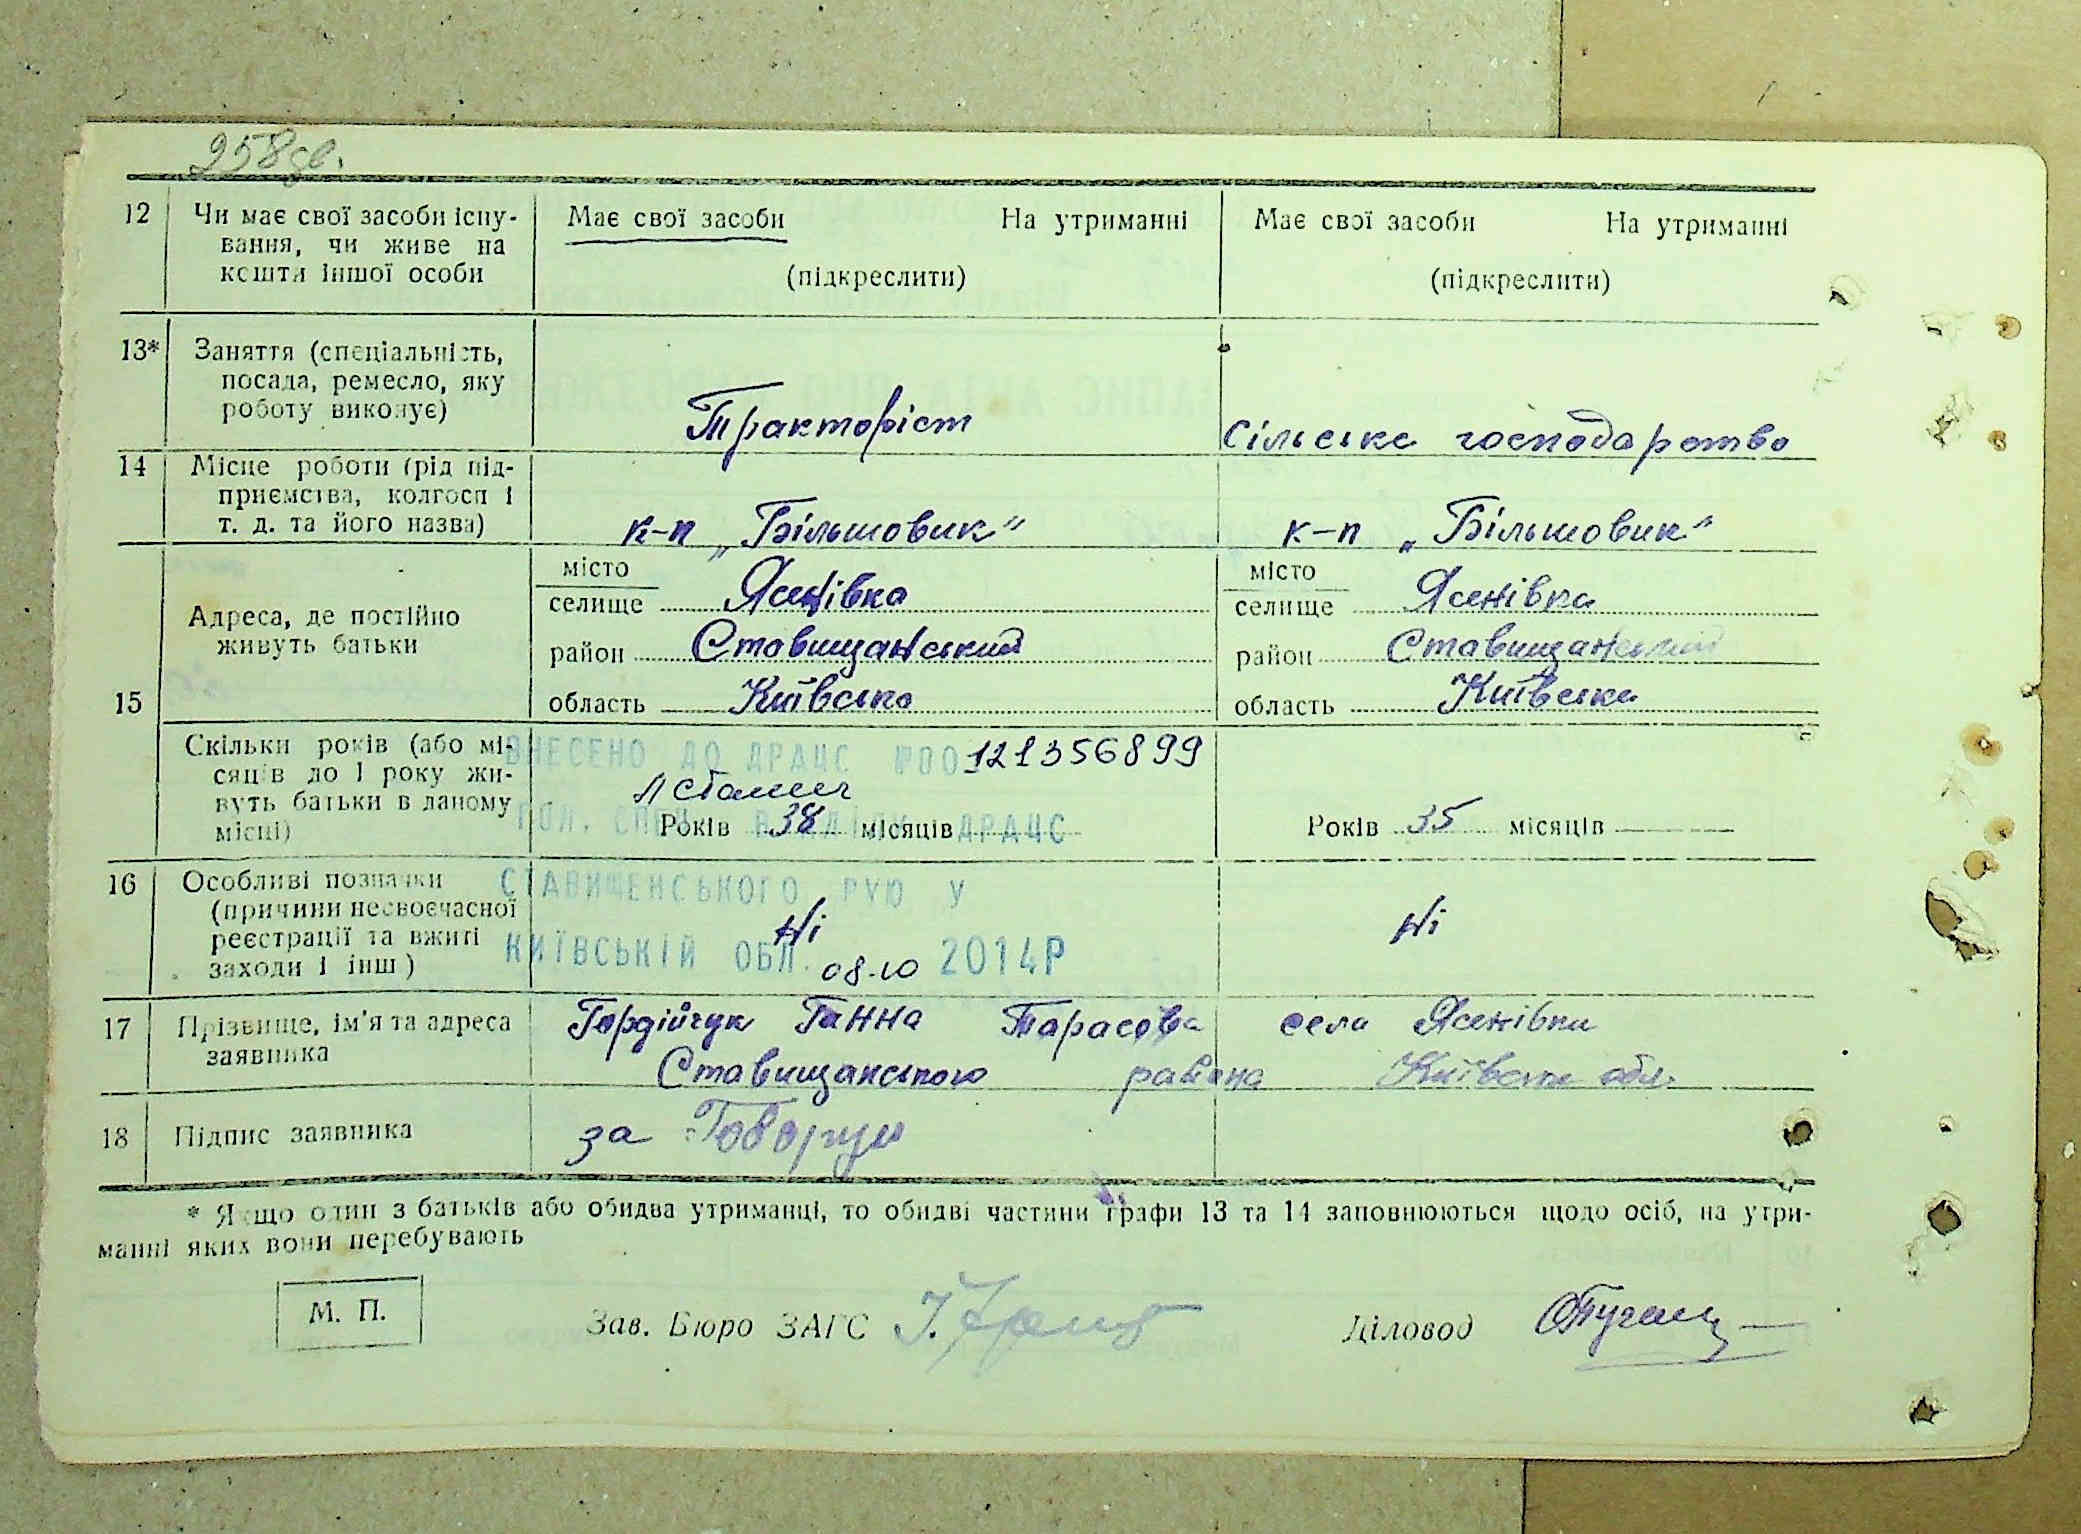 258зв.
12 Чи має свої засоби існу- Має свої засоби На утриманні Має свої засоби На утриманні
вання, чи живе на
кошти іншої особи (підкреслити) (підкреслити)
13* Заняття (спеціальність,
посада, ремесло, яку
роботу виконує) Тракторіст Сільське господарство
14 Місце роботи (рід під-
приємства, колгосп і
т. д. та його назва) к-п „Більшовик" к-п „Більшовик"
місто місто
селище Ясенівка селище Ясенівка
15 Адреса, де постійно
живуть батьки район Ставищанський район Ставищанський
область Київська область Київська
Скільки років (або мі- ВНЕСЕНО ДО ДРАЦС №00121356899
сяців до 1 року жи-
вуть батьки в даному
місці) Років 38 місяців Років 35 місяців
ГОЛ. СПЕЦ. ВІДДІЛУ ДРАЦС
16 Особливі позначки СТАВИЩЕНСЬКОГО РУЮ У
(причини несвоєчасної Ні Ні
реєстрації та вжиті
заходи і інш) КИЇВСЬКІЙ ОБЛ. 08.10 2014Р
17 Прізвище, ім'я та адреса Гордійчук Ганна Тарасова села Ясенівки
заявника Ставищанського района Київська обл.
18 Підпис заявника за
* Якщо один з батьків або обидва утриманці, то обидві частини графи 13 та 14 заповнюються щодо осіб, на утри-
манні яких вони перебувають
М. П. Зав. Бюро ЗАГС Діловод